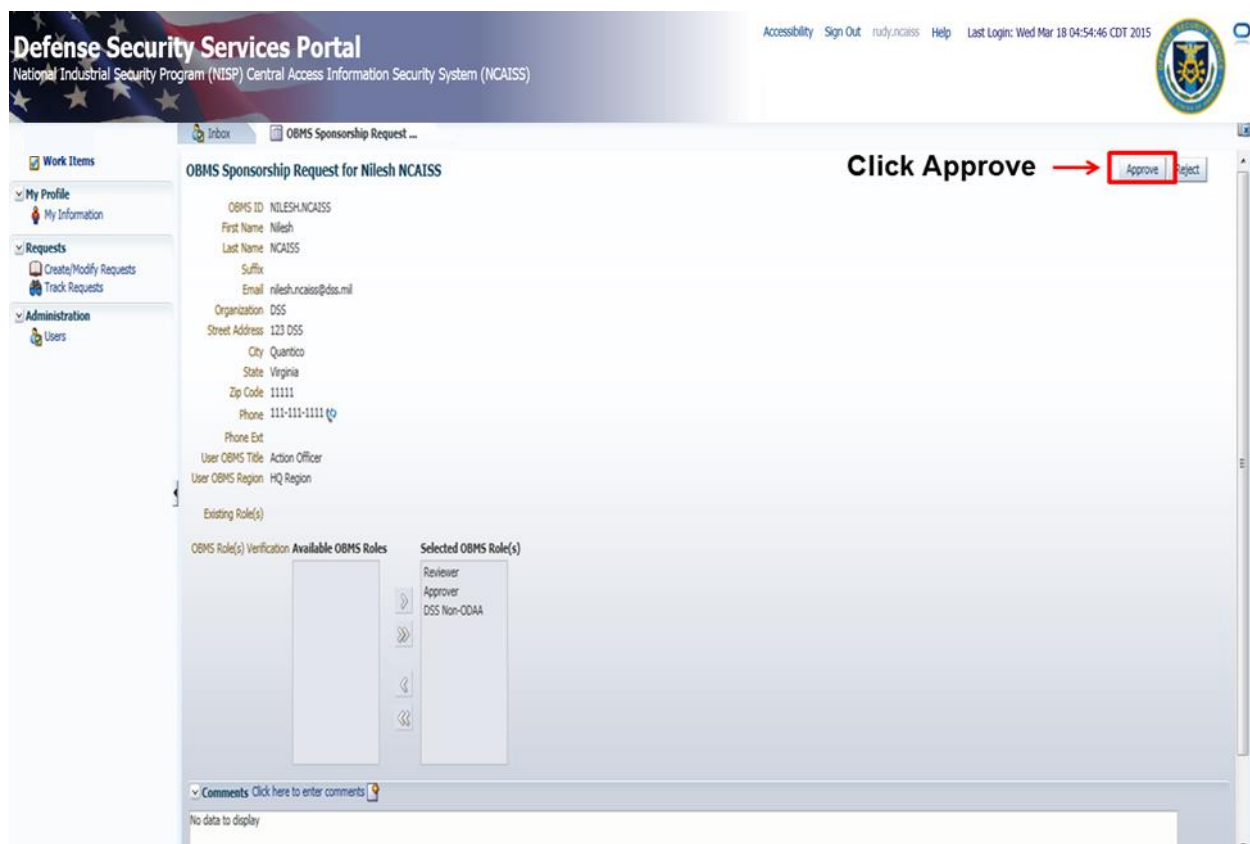 Defense Security Services Portal
National Industrial Security Program (NISP) Central Access Information Security System (NCAISS)
Accessibility Sign Out rudy.ncaiss Help Last Login: Wed Mar 18 04:54:46 CDT 2015
Inbox OBMS Sponsorship Request ...
Work Items
My Profile
My Information
Requests
Create/Modify Requests
Track Requests
Administration
Users
OBMS Sponsorship Request for Nilesh NCAISS
Click Approve
Approve Reject
OBMS ID NILESH.NCAISS
First Name Nilesh
Last Name NCAISS
Suffix
Email nilesh.ncaiss@dss.mil
Organization DSS
Street Address 123 DSS
City Quantico
State Virginia
Zip Code 11111
Phone 111-111-1111
Phone Ext
User OBMS Title Action Officer
User OBMS Region HQ Region
Existing Role(s)
OBMS Role(s) Verification Available OBMS Roles Selected OBMS Role(s)
Reviewer
Approver
DSS Non-ODAA
Comments Click here to enter comments
No data to display